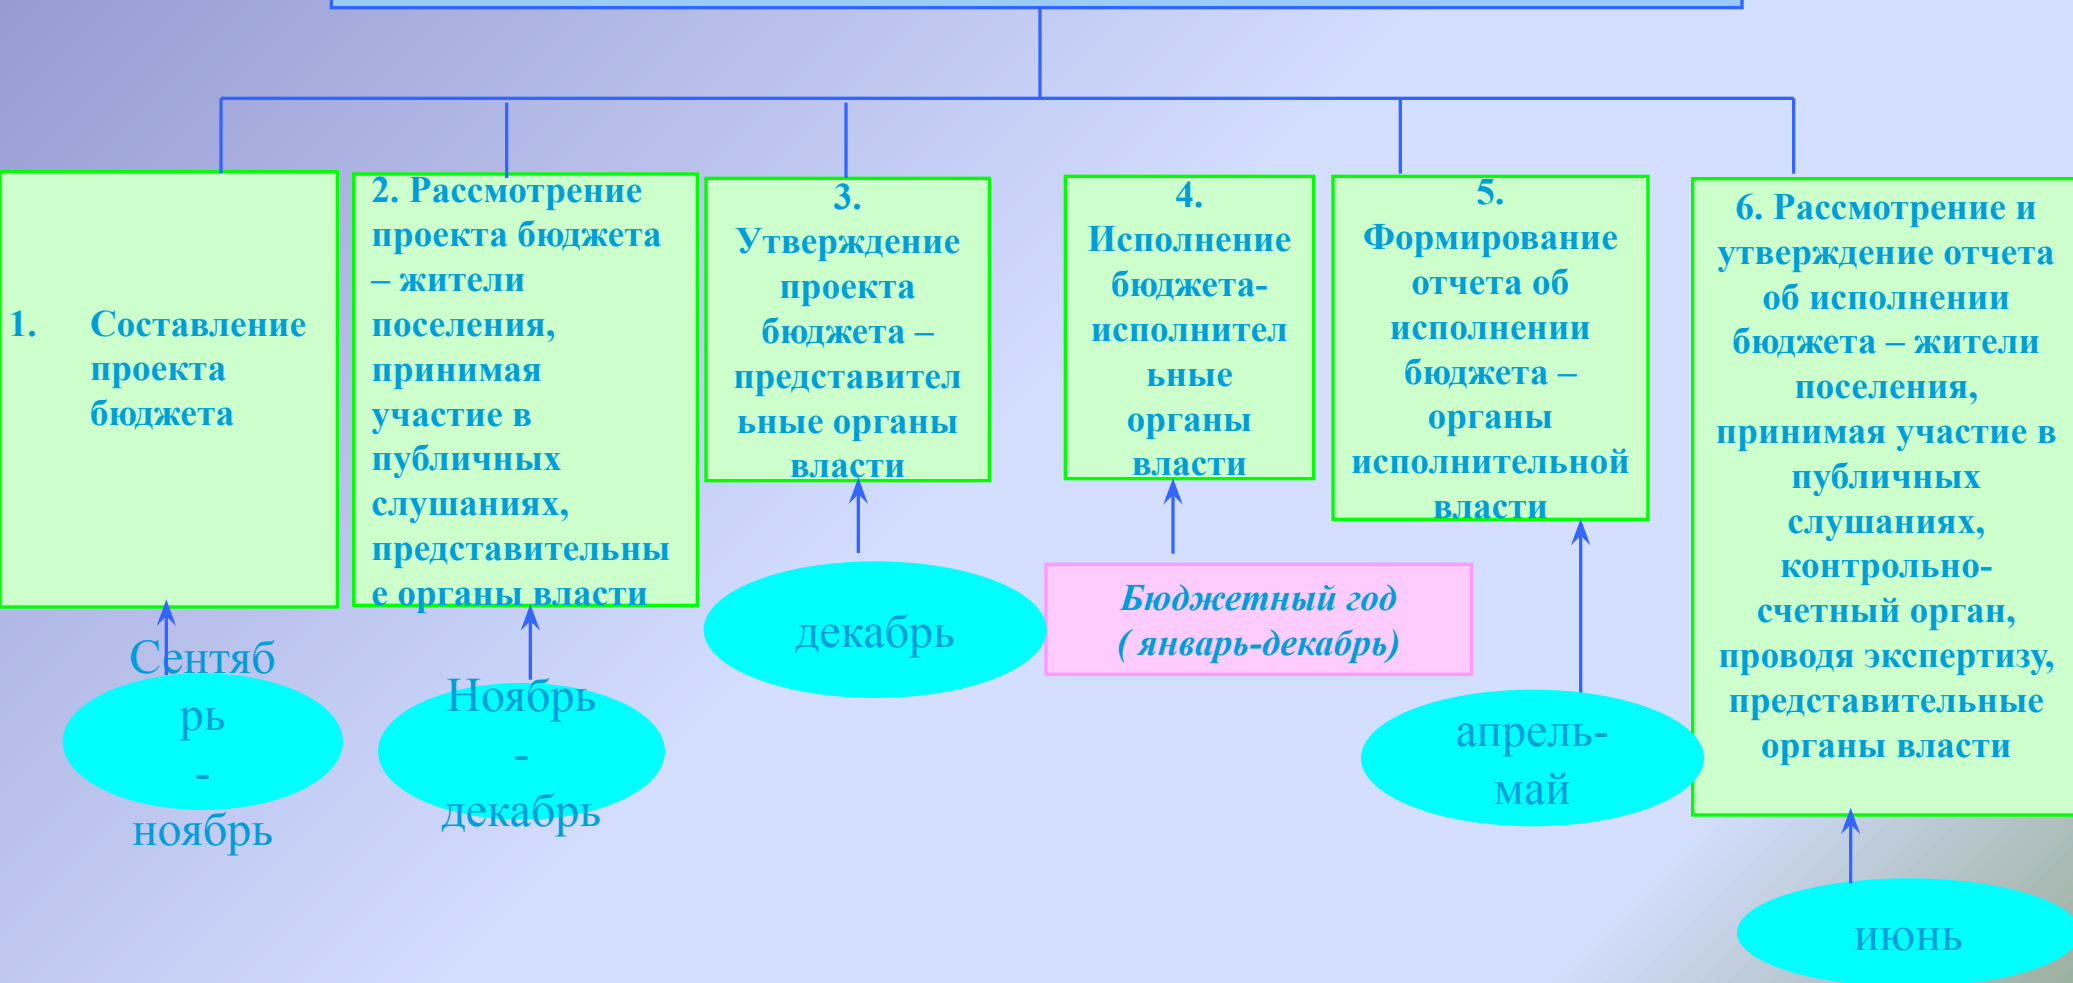 1. Составление
проекта
бюджета
2. Рассмотрение
проекта бюджета
– жители
поселения,
принимая
участие в
публичных
слушаниях,
представительны
е органы власти
3.
Утверждение
проекта
бюджета –
представител
ьные органы
власти
4.
Исполнение
бюджета-
исполнител
ьные
органы
власти
5.
Формирование
отчета об
исполнении
бюджета –
органы
исполнительной
власти
6. Рассмотрение и
утверждение отчета
об исполнении
бюджета – жители
поселения,
принимая участие в
публичных
слушаниях,
контрольно-
счетный орган,
проводя экспертизу,
представительные
органы власти
Сентяб
рь
-
ноябрь
Ноябрь
-
декабрь
декабрь
Бюджетный год
( январь-декабрь)
апрель-
май
июнь